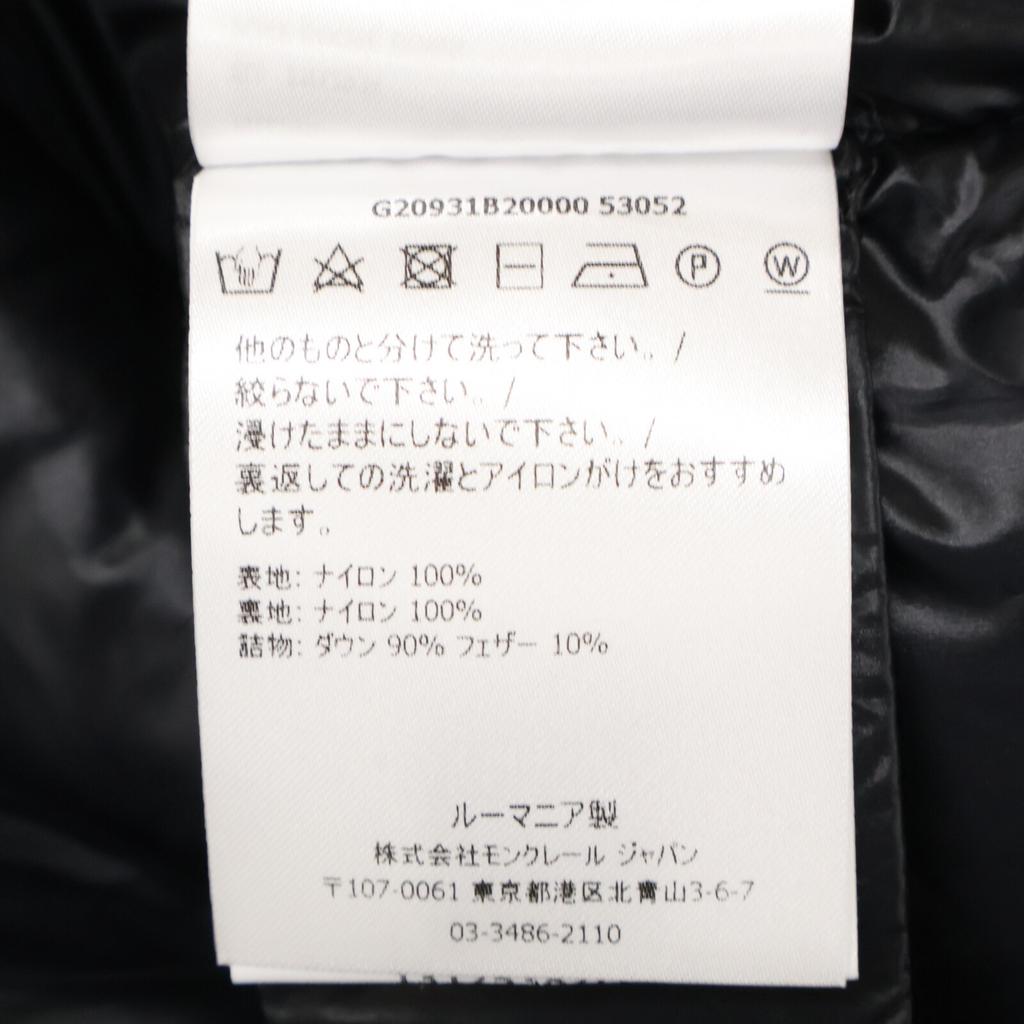 G20931B20000 53052
P W
他のものと分けて洗って下さい。/
絞らないで下さい。/
浸けたままにしないで下さい。/
裏返しての洗濯とアイロンがけをおすすめ
します。
表地: ナイロン 100%
裏地: ナイロン 100%
詰物: ダウン 90% フェザー 10%
ルーマニア製
株式会社モンクレール ジャパン
〒107-0061 東京都港区北青山3-6-7
03-3486-2110